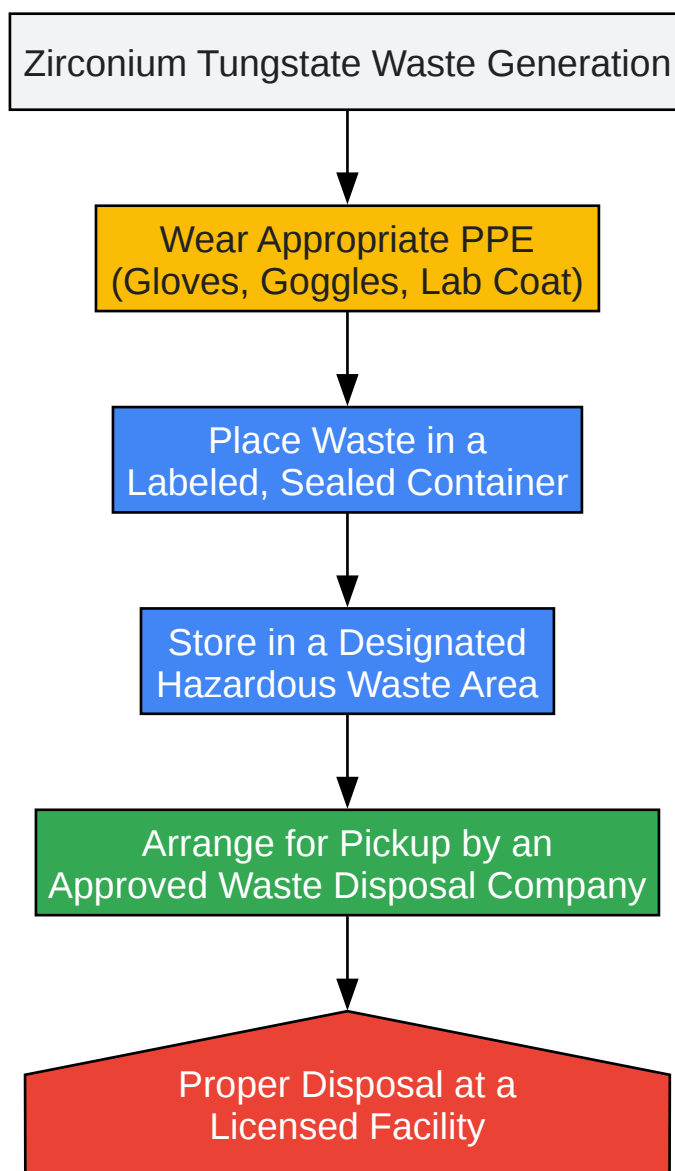 Zirconium Tungstate Waste Generation
Wear Appropriate PPE
(Gloves, Goggles, Lab Coat)
Place Waste in a
Labeled, Sealed Container
Store in a Designated
Hazardous Waste Area
Arrange for Pickup by an
Approved Waste Disposal Company
Proper Disposal at a
Licensed Facility